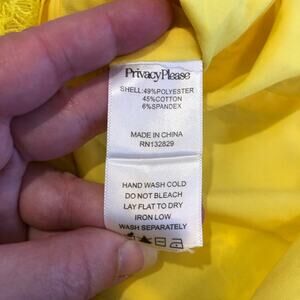 PrivacyPlease
SHELL:49%POLYESTER
45%COTTON
6%SPANDEX
MADE IN CHINA
RN132829
HAND WASH COLD
DO NOT BLEACH
LAY FLAT TO DRY
IRON LOW
WASH SEPARATELY